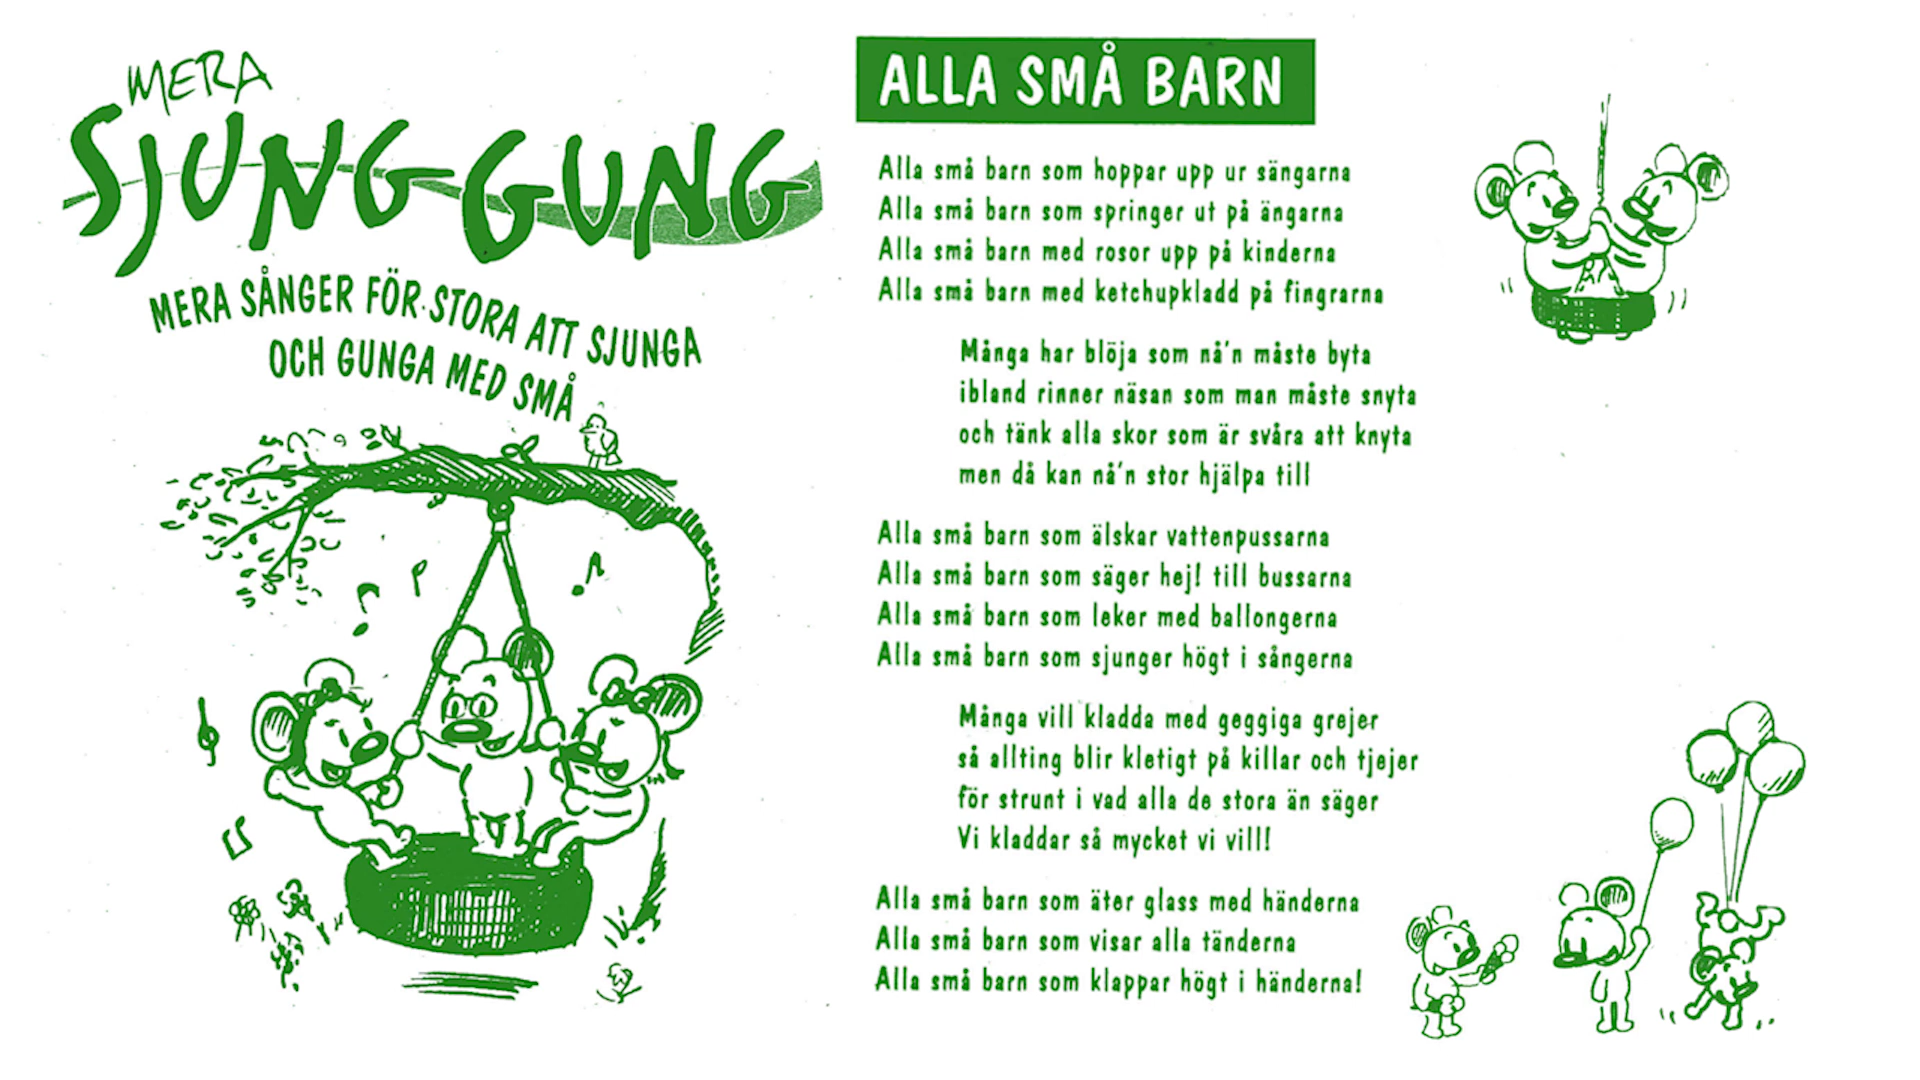 MERA
SJUNG-GUNG
MERA SÅNGER FÖR STORA ATT SJUNGA
OCH GUNGA MED SMÅ
ALLA SMÅ BARN
Alla små barn som hoppar upp ur sängarna
Alla små barn som springer ut på ängarna
Alla små barn med rosor upp på kinderna
Alla små barn med ketchupkladd på fingrarna
Många har blöja som nå'n måste byta
ibland rinner näsan som man måste snyta
och tänk alla skor som är svåra att knyta
men då kan nå'n stor hjälpa till
Alla små barn som älskar vattenpussarna
Alla små barn som säger hej! till bussarna
Alla små barn som leker med ballongerna
Alla små barn som sjunger högt i sångerna
Många vill kladda med geggiga grejer
så allting blir kletigt på killar och tjejer
för strunt i vad alla de stora än säger
Vi kladdar så mycket vi vill!
Alla små barn som äter glass med händerna
Alla små barn som visar alla tänderna
Alla små barn som klappar högt i händerna!